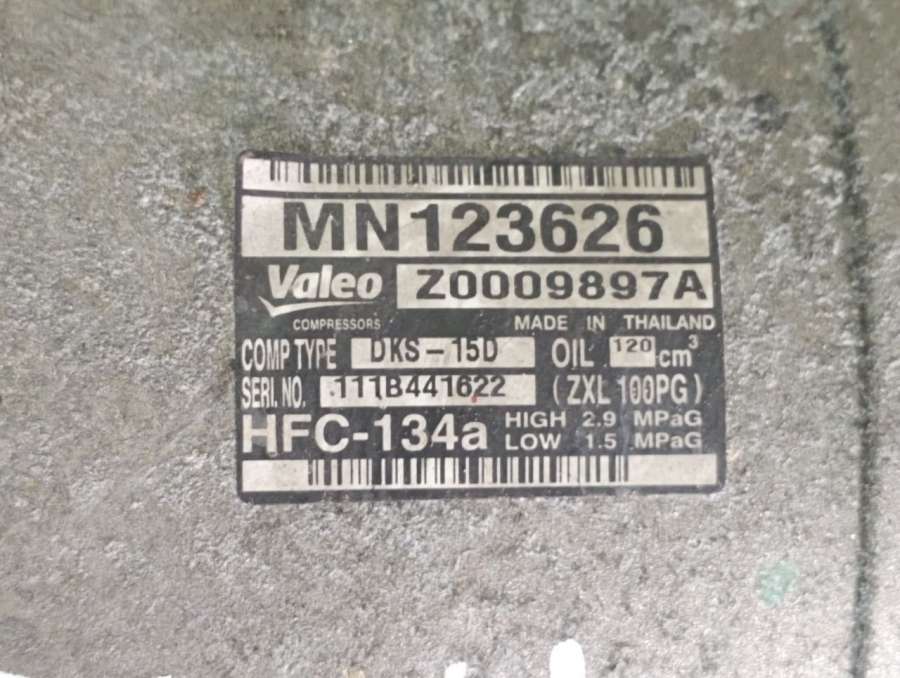 MN123626
Valeo Z0009897A
COMPRESSORS MADE IN THAILAND
COMP TYPE DKS-15D OIL 120 cm³
SERI. NO. 111B441622 (ZXL 100PG)
HFC-134a HIGH 2.9 MPaG
LOW 1.5 MPaG